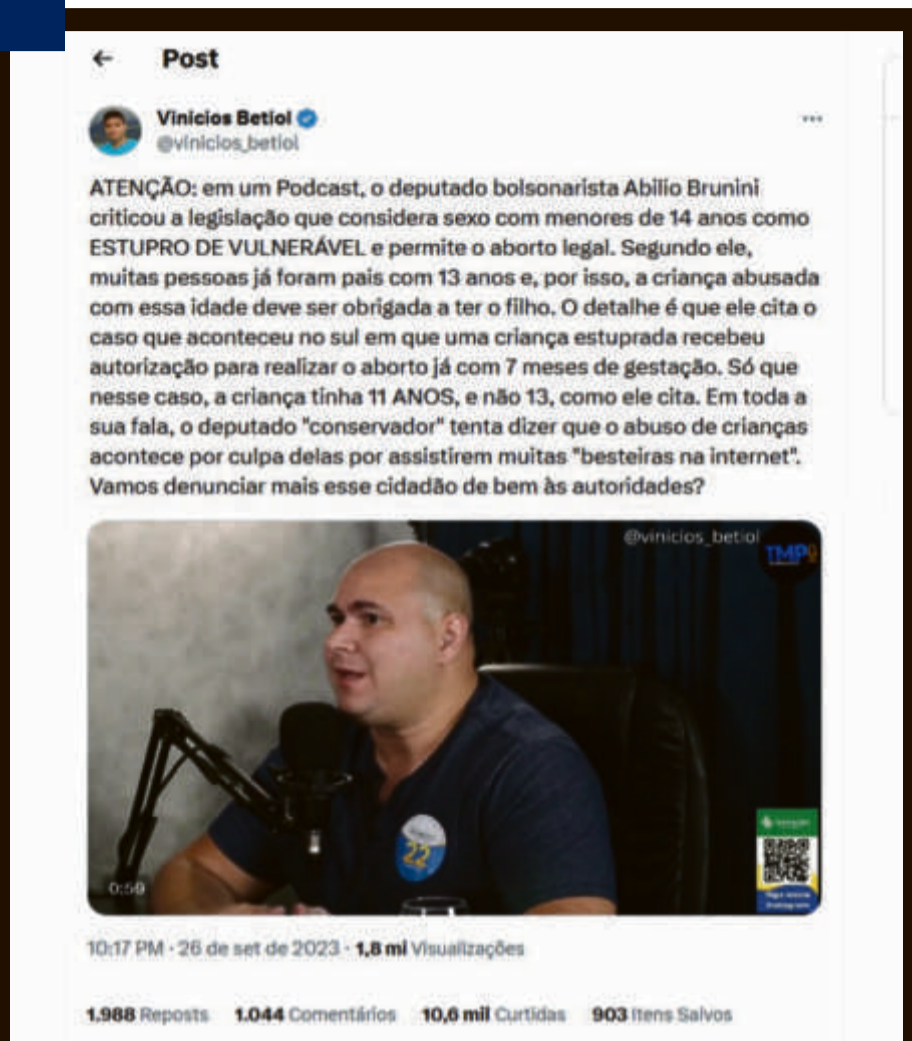 Post
Vinicios Betiol
@vinicios_betiol
ATENÇÃO: em um Podcast, o deputado bolsonarista Abilio Brunini
criticou a legislação que considera sexo com menores de 14 anos como
ESTUPRO DE VULNERÁVEL e permite o aborto legal. Segundo ele,
muitas pessoas já foram pais com 13 anos e, por isso, a criança abusada
com essa idade deve ser obrigada a ter o filho. O detalhe é que ele cita o
caso que aconteceu no sul em que uma criança estuprada recebeu
autorização para realizar o aborto já com 7 meses de gestação. Só que
nesse caso, a criança tinha 11 ANOS, e não 13, como ele cita. Em toda a
sua fala, o deputado "conservador" tenta dizer que o abuso de crianças
acontece por culpa delas por assistirem muitas "besteiras na internet".
Vamos denunciar mais esse cidadão de bem às autoridades?
@vinicios_betiol
TMP
22
0:59
10:17 PM · 26 de set de 2023 · 1,8 mi Visualizações
1.988 Reposts 1.044 Comentários 10,6 mil Curtidas 903 Itens Salvos